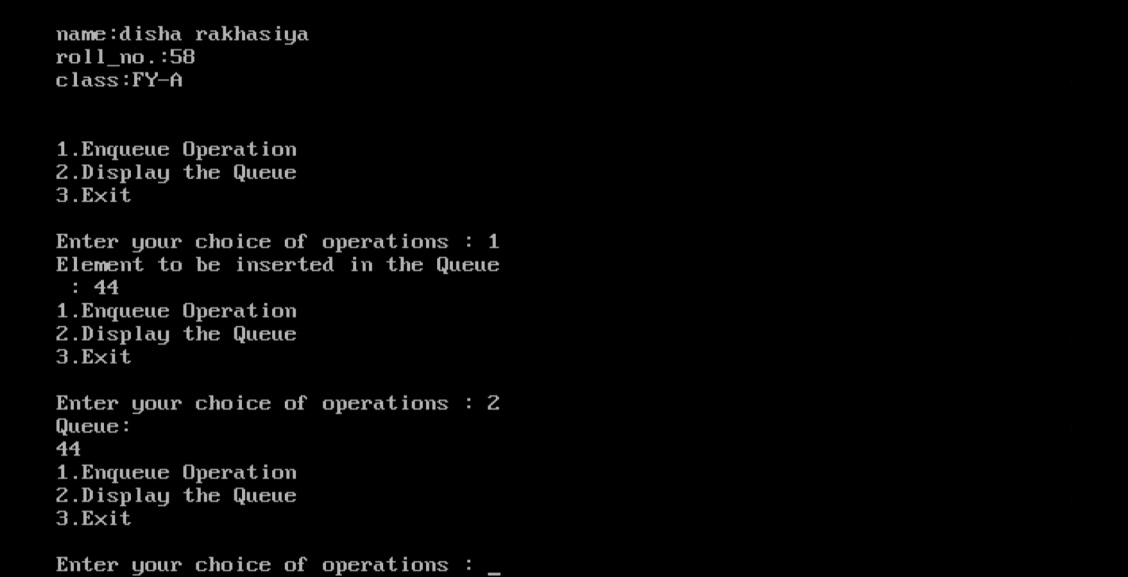 name:disha rakhasiya
roll_no.:58
class:FY-A
1.Enqueue Operation
2.Display the Queue
3.Exit
Enter your choice of operations : 1
Element to be inserted in the Queue
: 44
1.Enqueue Operation
2.Display the Queue
3.Exit
Enter your choice of operations : 2
Queue:
44
1.Enqueue Operation
2.Display the Queue
3.Exit
Enter your choice of operations : _